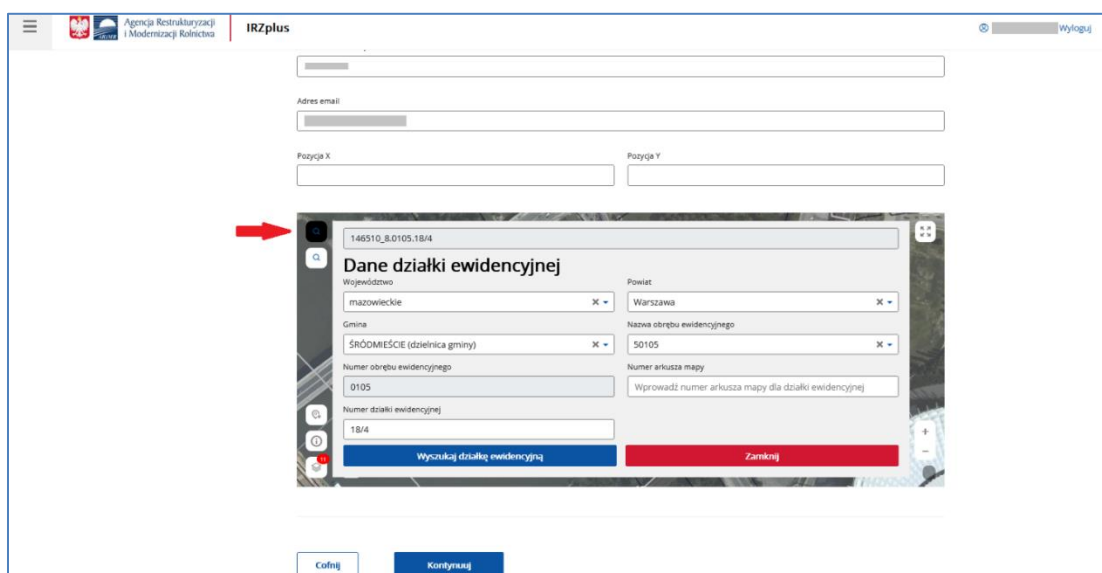 Agencja Restrukturyzacji
i Modernizacji Rolnictwa
IRZplus
Wyloguj
Adres email
Pozycja X
Pozycja Y
146510_8.0105.18/4
Dane działki ewidencyjnej
Województwo
Powiat
mazowieckie
Warszawa
Gmina
Nazwa obrębu ewidencyjnego
ŚRÓDMIEŚCIE (dzielnica gminy)
50105
Numer obrębu ewidencyjnego
Numer arkusza mapy
0105
Wprowadź numer arkusza mapy dla działki ewidencyjnej
Numer działki ewidencyjnej
18/4
Wyszukaj działkę ewidencyjną
Zamknij
Cofnij
Kontynuuj